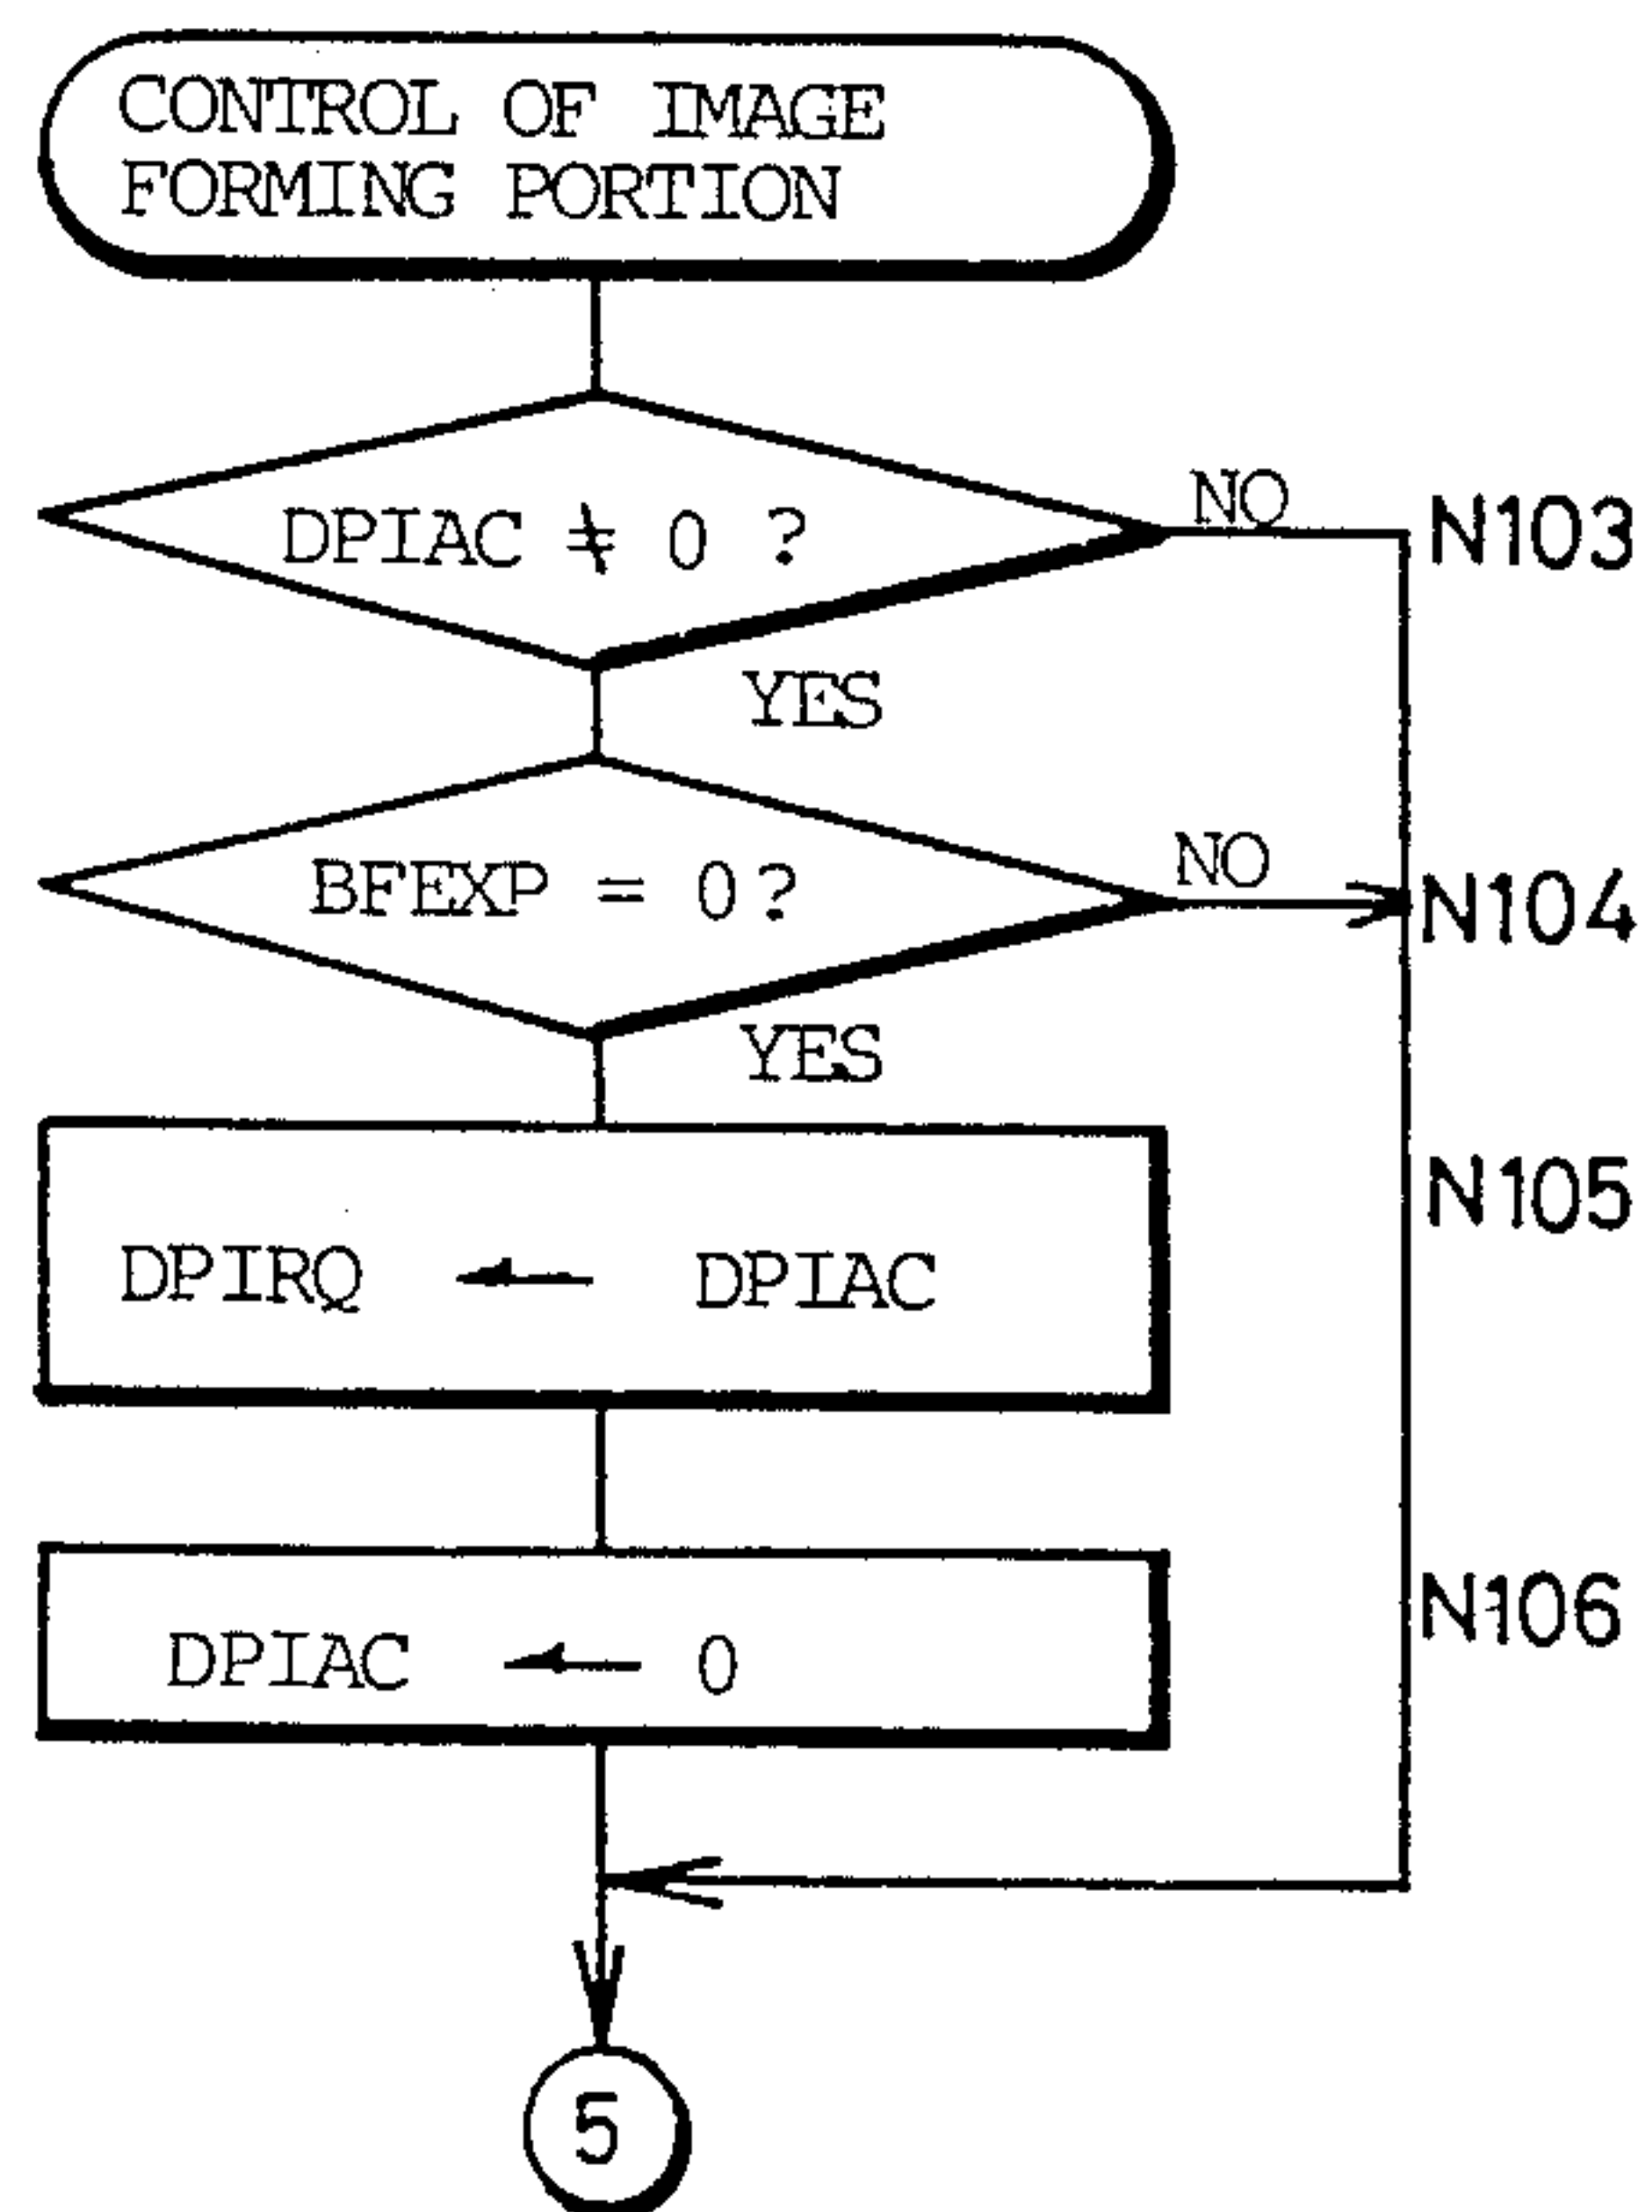 CONTROL OF IMAGE
FORMING PORTION
DPIAC ≠ 0 ?
NO
N103
YES
BFEXP = 0?
NO
N104
YES
N105
DPIRQ ← DPIAC
N106
DPIAC ← 0
5